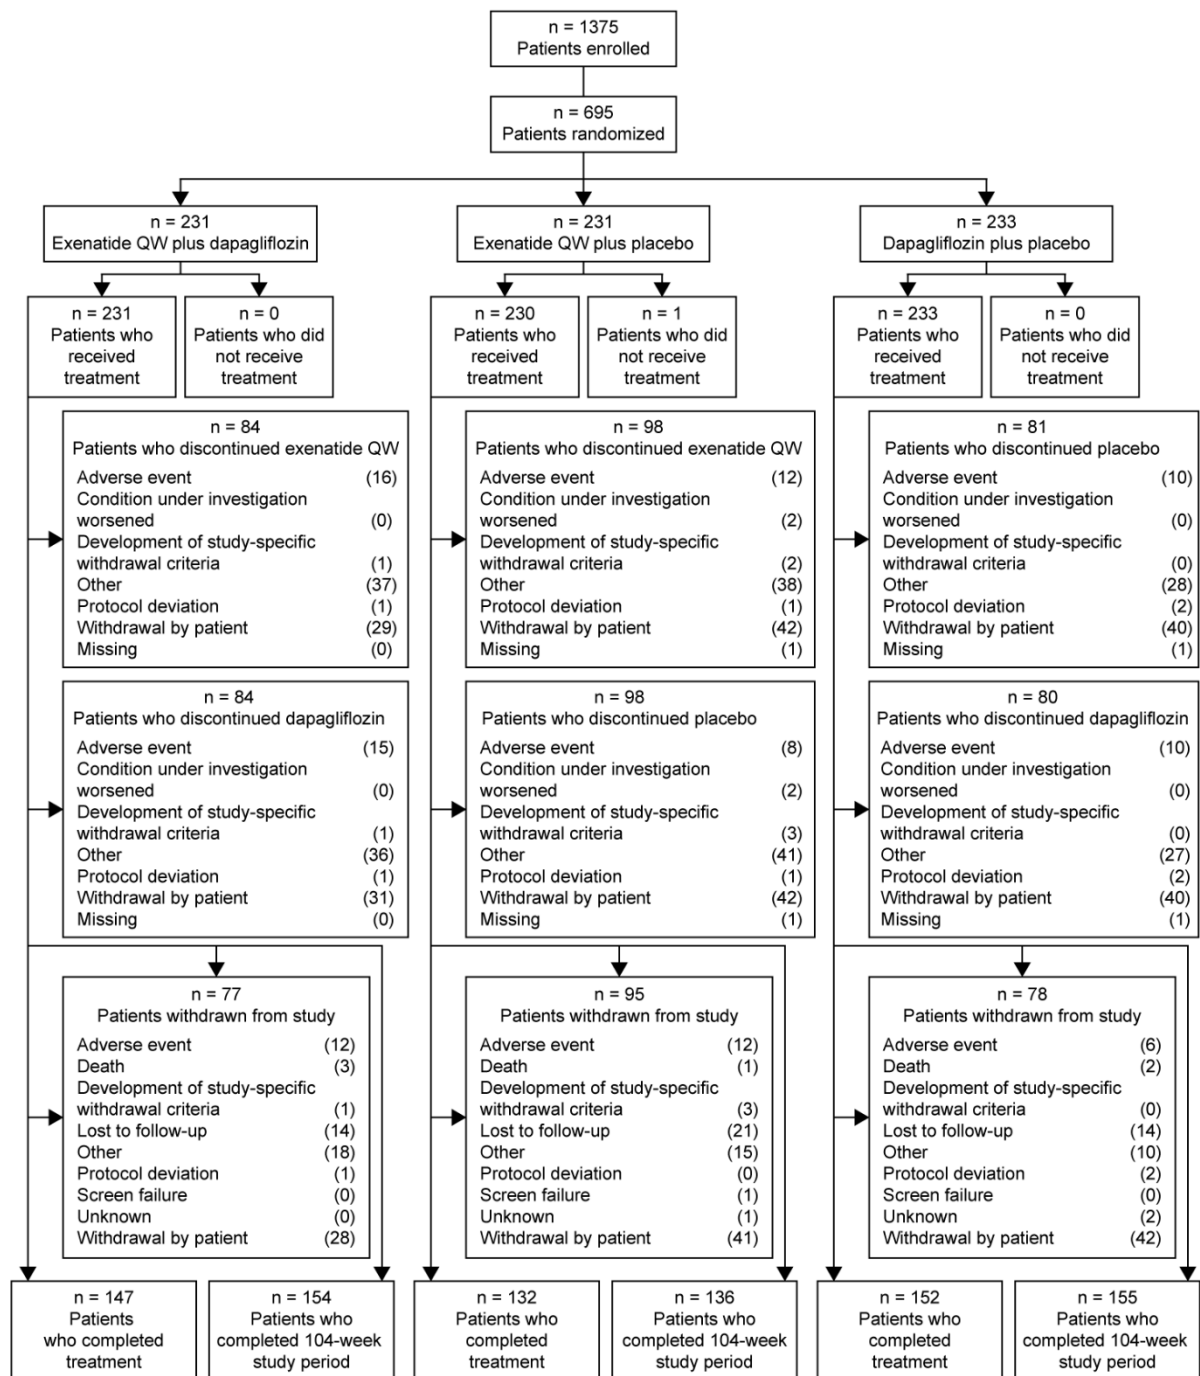 n = 1375
Patients enrolled
n = 695
Patients randomized
n = 231
Exenatide QW plus dapagliflozin
n = 231
Exenatide QW plus placebo
n = 233
Dapagliflozin plus placebo
n = 231
Patients who
received
treatment
n = 0
Patients who did
not receive
treatment
n = 230
Patients who
received
treatment
n = 1
Patients who did
not receive
treatment
n = 233
Patients who
received
treatment
n = 0
Patients who did
not receive
treatment
n = 84
Patients who discontinued exenatide QW
Adverse event (16)
Condition under investigation
worsened (0)
Development of study-specific
withdrawal criteria (1)
Other (37)
Protocol deviation (1)
Withdrawal by patient (29)
Missing (0)
n = 98
Patients who discontinued exenatide QW
Adverse event (12)
Condition under investigation
worsened (2)
Development of study-specific
withdrawal criteria (2)
Other (38)
Protocol deviation (1)
Withdrawal by patient (42)
Missing (1)
n = 81
Patients who discontinued placebo
Adverse event (10)
Condition under investigation
worsened (0)
Development of study-specific
withdrawal criteria (0)
Other (28)
Protocol deviation (2)
Withdrawal by patient (40)
Missing (1)
n = 84
Patients who discontinued dapagliflozin
Adverse event (15)
Condition under investigation
worsened (0)
Development of study-specific
withdrawal criteria (1)
Other (36)
Protocol deviation (1)
Withdrawal by patient (31)
Missing (0)
n = 98
Patients who discontinued placebo
Adverse event (8)
Condition under investigation
worsened (2)
Development of study-specific
withdrawal criteria (3)
Other (41)
Protocol deviation (1)
Withdrawal by patient (42)
Missing (1)
n = 80
Patients who discontinued dapagliflozin
Adverse event (10)
Condition under investigation
worsened (0)
Development of study-specific
withdrawal criteria (0)
Other (27)
Protocol deviation (2)
Withdrawal by patient (40)
Missing (1)
n = 77
Patients withdrawn from study
Adverse event (12)
Death (3)
Development of study-specific
withdrawal criteria (1)
Lost to follow-up (14)
Other (18)
Protocol deviation (1)
Screen failure (0)
Unknown (0)
Withdrawal by patient (28)
n = 95
Patients withdrawn from study
Adverse event (12)
Death (1)
Development of study-specific
withdrawal criteria (3)
Lost to follow-up (21)
Other (15)
Protocol deviation (0)
Screen failure (1)
Unknown (1)
Withdrawal by patient (41)
n = 78
Patients withdrawn from study
Adverse event (6)
Death (2)
Development of study-specific
withdrawal criteria (0)
Lost to follow-up (14)
Other (10)
Protocol deviation (2)
Screen failure (0)
Unknown (2)
Withdrawal by patient (42)
n = 147
Patients
who completed
treatment
n = 154
Patients who
completed 104-week
study period
n = 132
Patients who
completed
treatment
n = 136
Patients who
completed 104-week
study period
n = 152
Patients who
completed
treatment
n = 155
Patients who
completed 104-week
study period